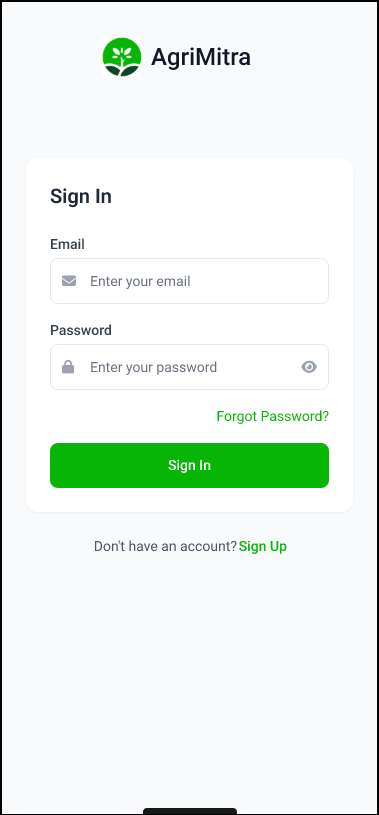 AgriMitra
Sign In
Email
Enter your email
Password
Enter your password
Forgot Password?
Sign In
Don't have an account? Sign Up